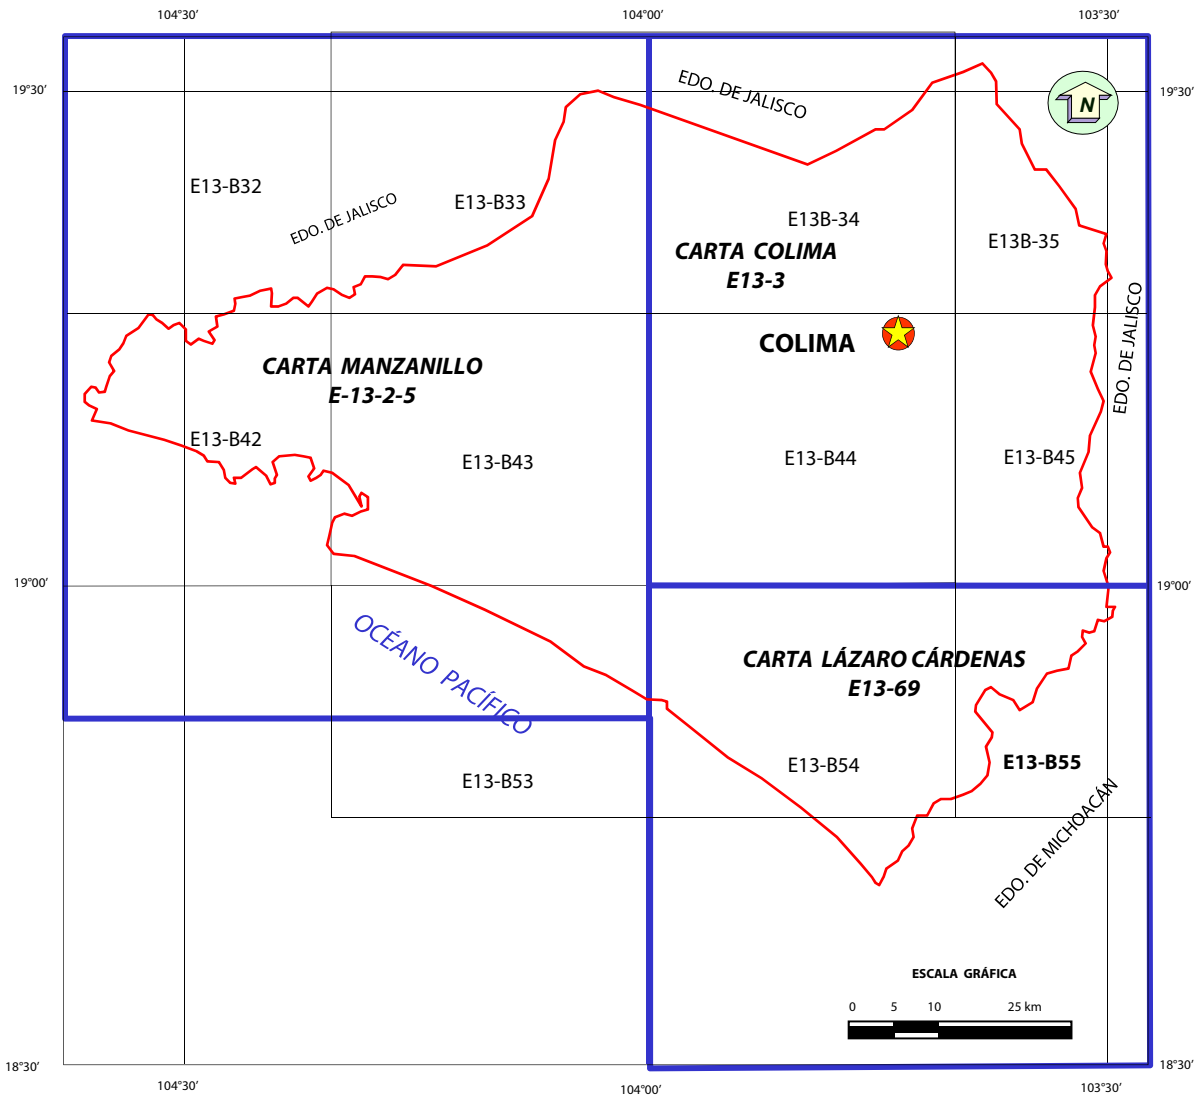 104°30’
104°00’
103°30’
19°30’
19°30’
EDO. DE JALISCO
N
E13-B32
E13-B33
EDO. DE JALISCO
E13B-34
E13B-35
CARTA COLIMA
E13-3
EDO. DE JALISCO
COLIMA
CARTA MANZANILLO
E-13-2-5
E13-B42
E13-B43
E13-B44
E13-B45
19°00’
19°00’
OCÉANO PACÍFICO
CARTA LÁZARO CÁRDENAS
E13-69
E13-B53
E13-B54
E13-B55
EDO. DE MICHOACÁN
ESCALA GRÁFICA
0 5 10 25 km
18°30’
18°30’
104°30’
104°00’
103°30’